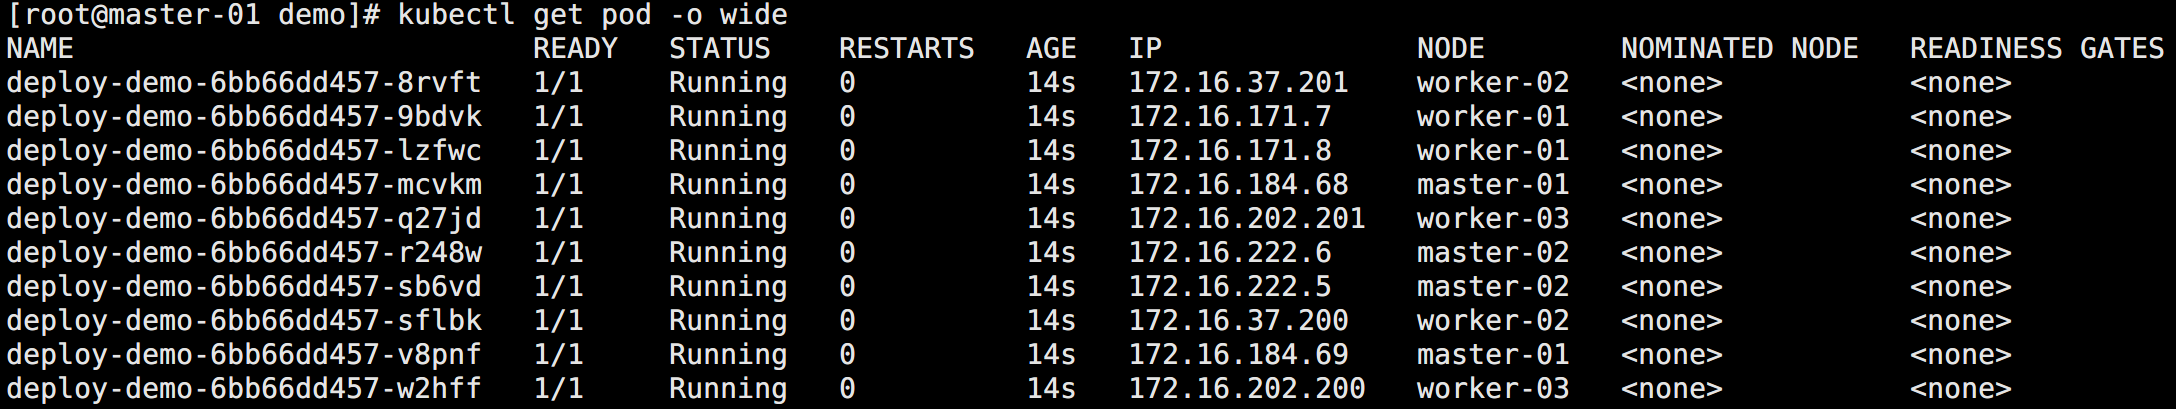 [root@master-01 demo]# kubectl get pod -o wide
NAME                           READY   STATUS    RESTARTS   AGE   IP               NODE        NOMINATED NODE   READINESS GATES
deploy-demo-6bb66dd457-8rvft   1/1     Running   0          14s   172.16.37.201    worker-02   <none>           <none>
deploy-demo-6bb66dd457-9bdvk   1/1     Running   0          14s   172.16.171.7     worker-01   <none>           <none>
deploy-demo-6bb66dd457-lzfwc   1/1     Running   0          14s   172.16.171.8     worker-01   <none>           <none>
deploy-demo-6bb66dd457-mcvkm   1/1     Running   0          14s   172.16.184.68    master-01   <none>           <none>
deploy-demo-6bb66dd457-q27jd   1/1     Running   0          14s   172.16.202.201   worker-03   <none>           <none>
deploy-demo-6bb66dd457-r248w   1/1     Running   0          14s   172.16.222.6     master-02   <none>           <none>
deploy-demo-6bb66dd457-sb6vd   1/1     Running   0          14s   172.16.222.5     master-02   <none>           <none>
deploy-demo-6bb66dd457-sflbk   1/1     Running   0          14s   172.16.37.200    worker-02   <none>           <none>
deploy-demo-6bb66dd457-v8pnf   1/1     Running   0          14s   172.16.184.69    master-01   <none>           <none>
deploy-demo-6bb66dd457-w2hff   1/1     Running   0          14s   172.16.202.200   worker-03   <none>           <none>